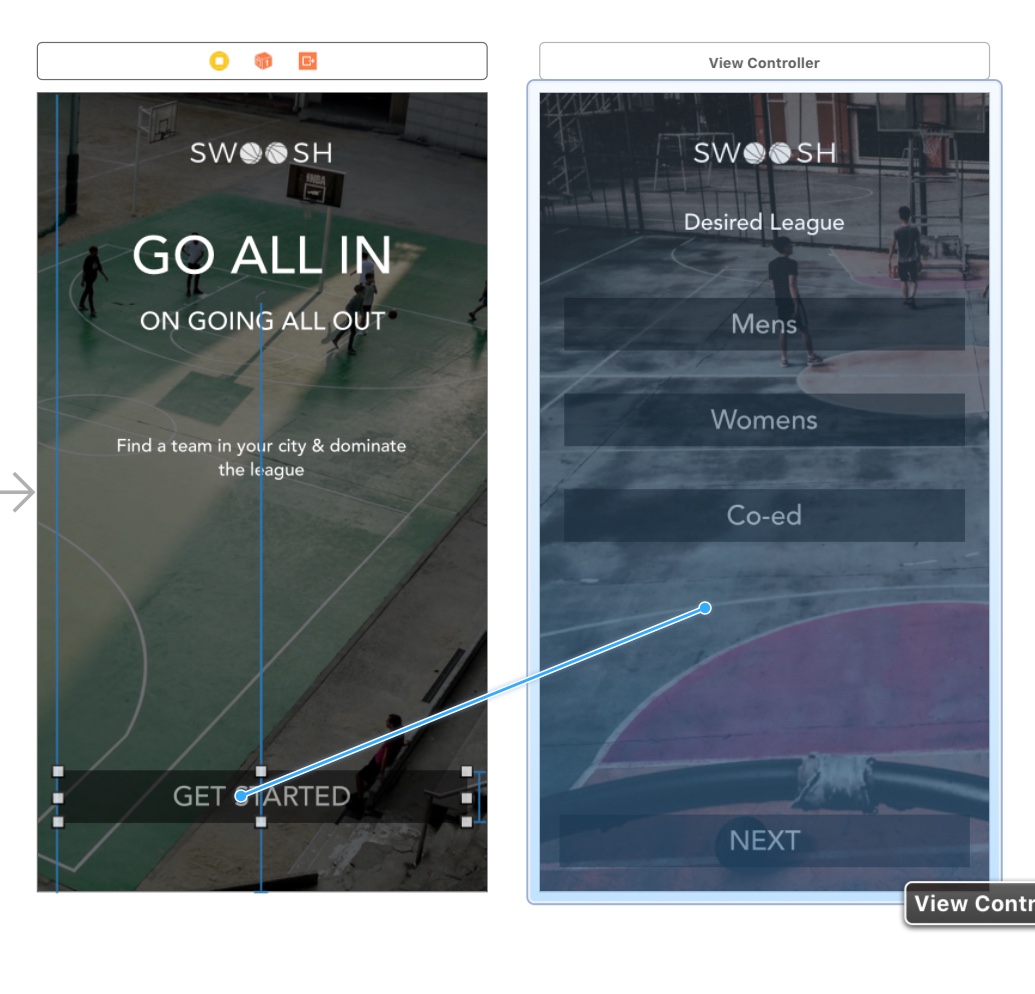 View Controller
SWOOSH
GO ALL IN
ON GOING ALL OUT
Find a team in your city & dominate
the league
GET STARTED
SWOOSH
Desired League
Mens
Womens
Co-ed
NEXT
View Contr